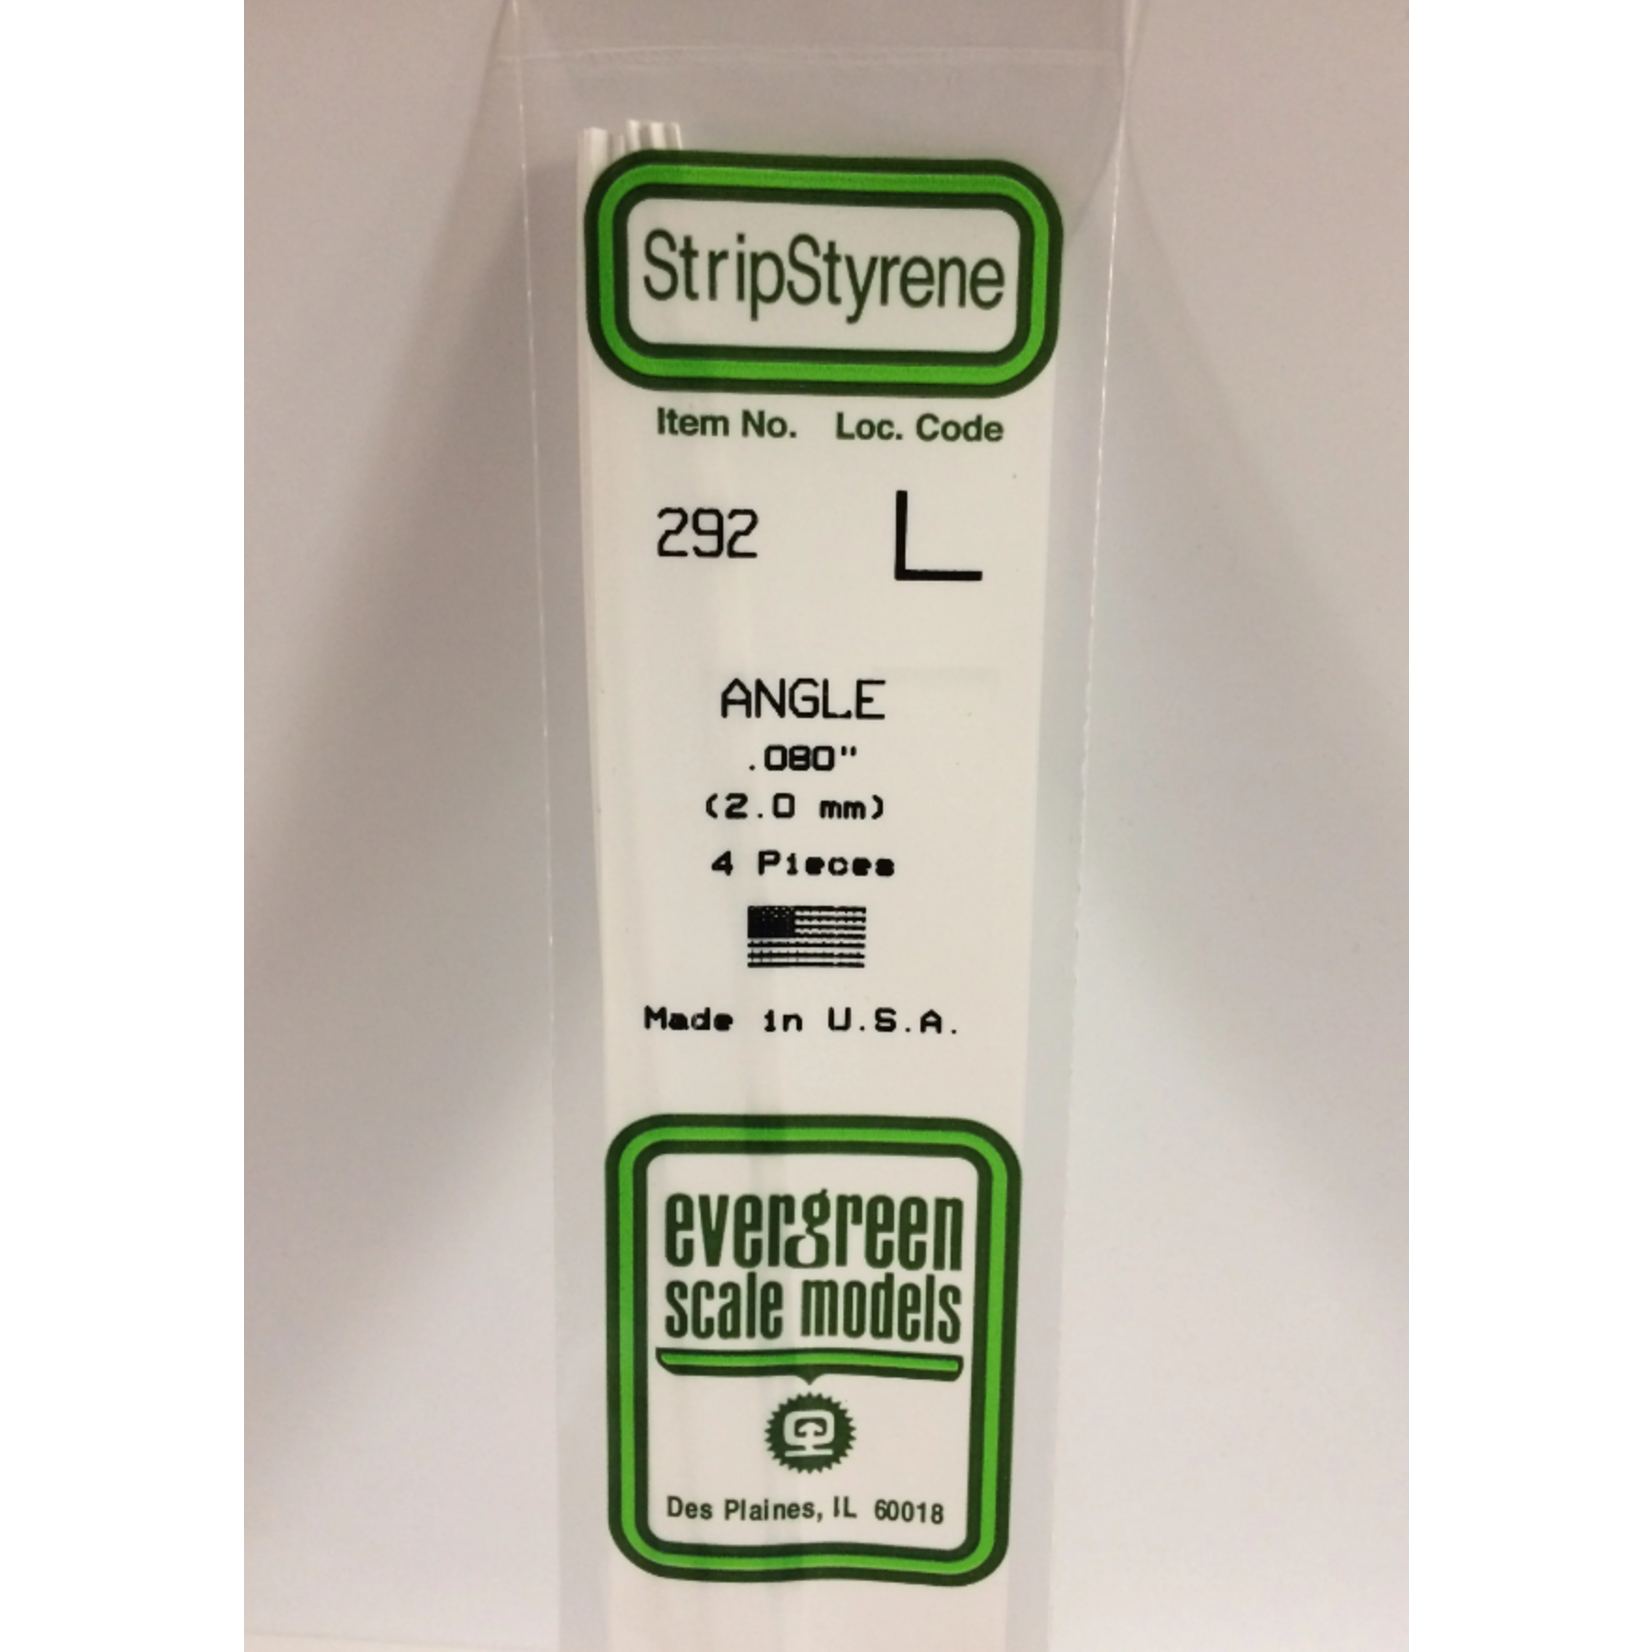 StripStyrene
Item No. Loc. Code
292 L
ANGLE
.080"
(2.0 mm)
4 Pieces
Made in U.S.A.
evergreen
scale models
Des Plaines, IL 60018